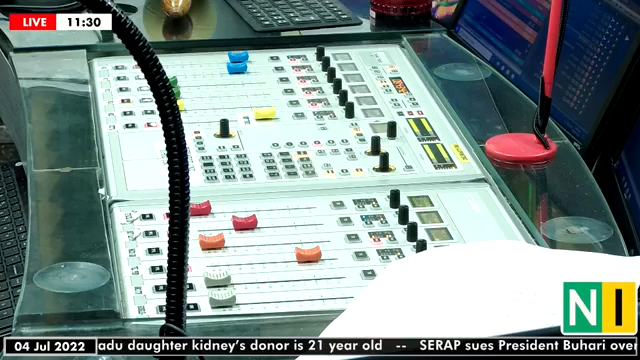 LIVE 11:30
NI
04 Jul 2022 adu daughter kidney's donor is 21 year old -- SERAP sues President Buhari over